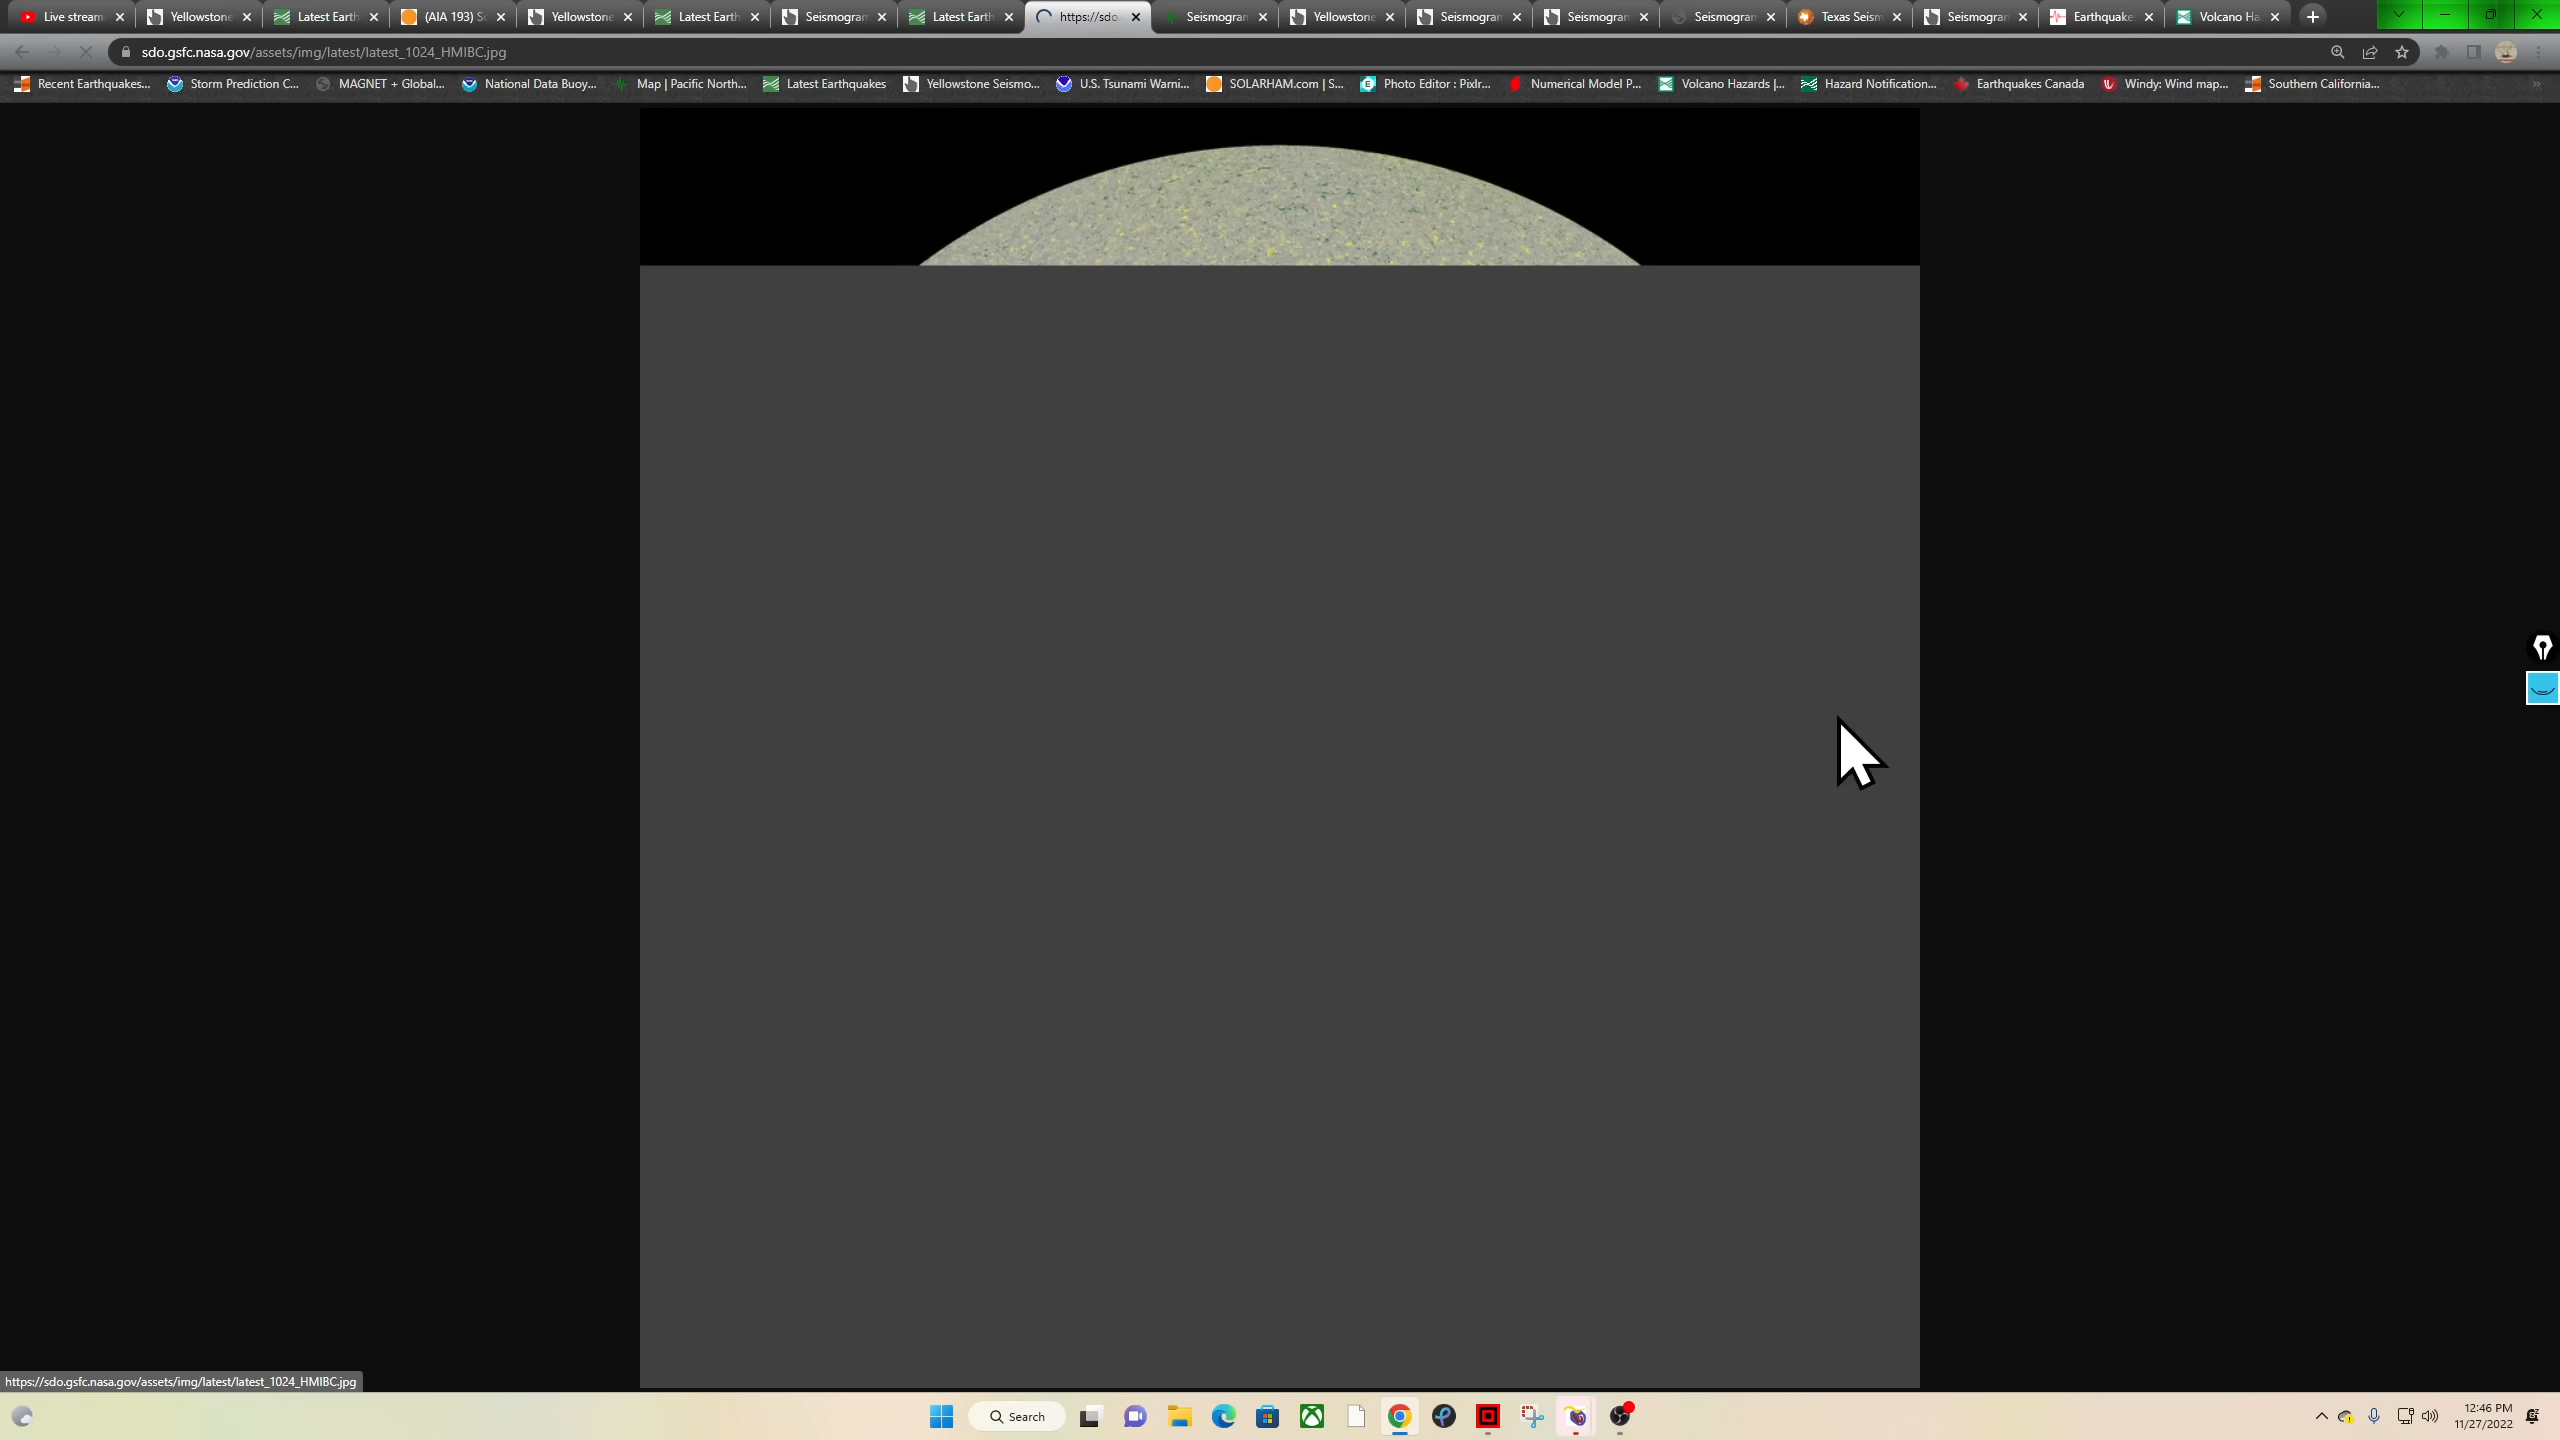 Live stream
Yellowstone
Latest Earth
(AIA 193) S
Yellowstone
Latest Earth
Seismogran
Latest Earth
https://sdo.
Seismogran
Yellowstone
Seismogran
Seismogran
Seismogran
Texas Seism
Seismogran
Earthquake
Volcano Ha
sdo.gsfc.nasa.gov/assets/img/latest/latest_1024_HMIBC.jpg
Recent Earthquakes...
Storm Prediction C...
MAGNET + Global...
National Data Buoy...
Map | Pacific North...
Latest Earthquakes
Yellowstone Seismo...
U.S. Tsunami Warni...
SOLARHAM.com | S...
Photo Editor : Pixlr...
Numerical Model P...
Volcano Hazards |...
Hazard Notification...
Earthquakes Canada
Windy: Wind map...
Southern California...
https://sdo.gsfc.nasa.gov/assets/img/latest/latest_1024_HMIBC.jpg
Search
12:46 PM
11/27/2022